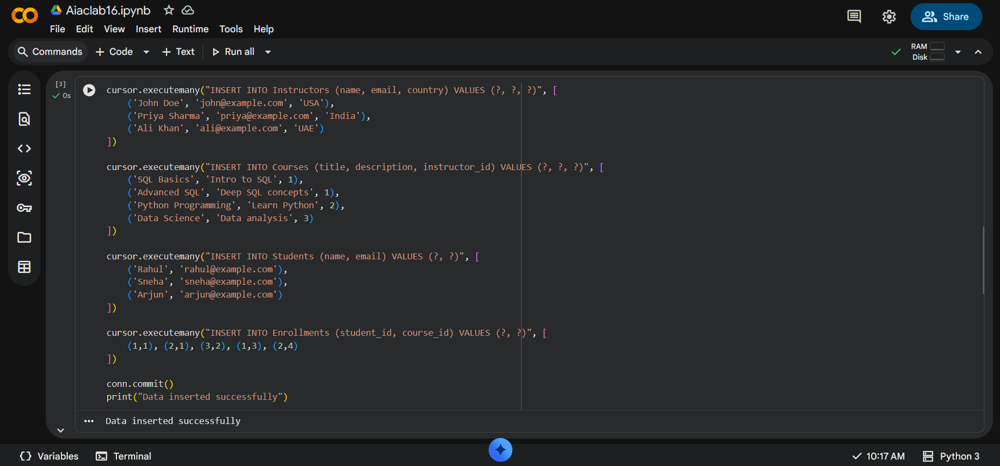 Aiaclab16.ipynb
File Edit View Insert Runtime Tools Help
Share
Commands + Code + Text Run all
RAM
Disk
[3]
0s
cursor.executemany("INSERT INTO Instructors (name, email, country) VALUES (?, ?, ?)", [
    ('John Doe', 'john@example.com', 'USA'),
    ('Priya Sharma', 'priya@example.com', 'India'),
    ('Ali Khan', 'ali@example.com', 'UAE')
])
cursor.executemany("INSERT INTO Courses (title, description, instructor_id) VALUES (?, ?, ?)", [
    ('SQL Basics', 'Intro to SQL', 1),
    ('Advanced SQL', 'Deep SQL concepts', 1),
    ('Python Programming', 'Learn Python', 2),
    ('Data Science', 'Data analysis', 3)
])
cursor.executemany("INSERT INTO Students (name, email) VALUES (?, ?)", [
    ('Rahul', 'rahul@example.com'),
    ('Sneha', 'sneha@example.com'),
    ('Arjun', 'arjun@example.com')
])
cursor.executemany("INSERT INTO Enrollments (student_id, course_id) VALUES (?, ?)", [
    (1,1), (2,1), (3,2), (1,3), (2,4)
])
conn.commit()
print("Data inserted successfully")
Data inserted successfully
Variables Terminal
10:17 AM Python 3